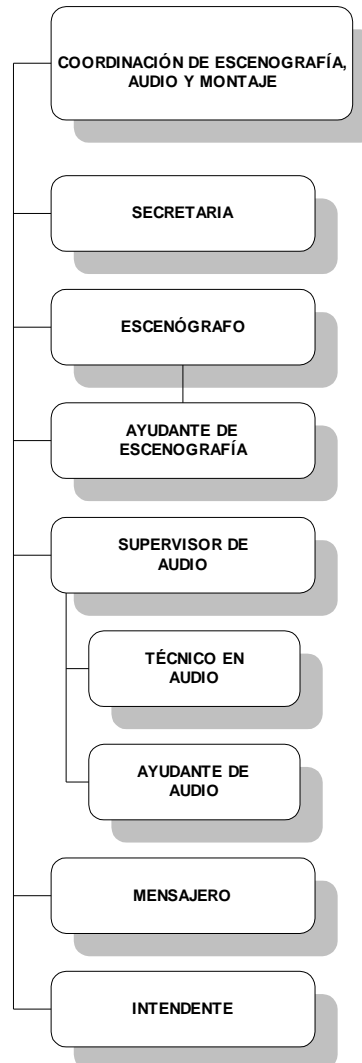 COORDINACIÓN DE ESCENOGRAFÍA,
AUDIO Y MONTAJE
SECRETARIA
ESCENÓGRAFO
AYUDANTE DE
ESCENOGRAFÍA
SUPERVISOR DE
AUDIO
TÉCNICO EN
AUDIO
AYUDANTE DE
AUDIO
MENSAJERO
INTENDENTE